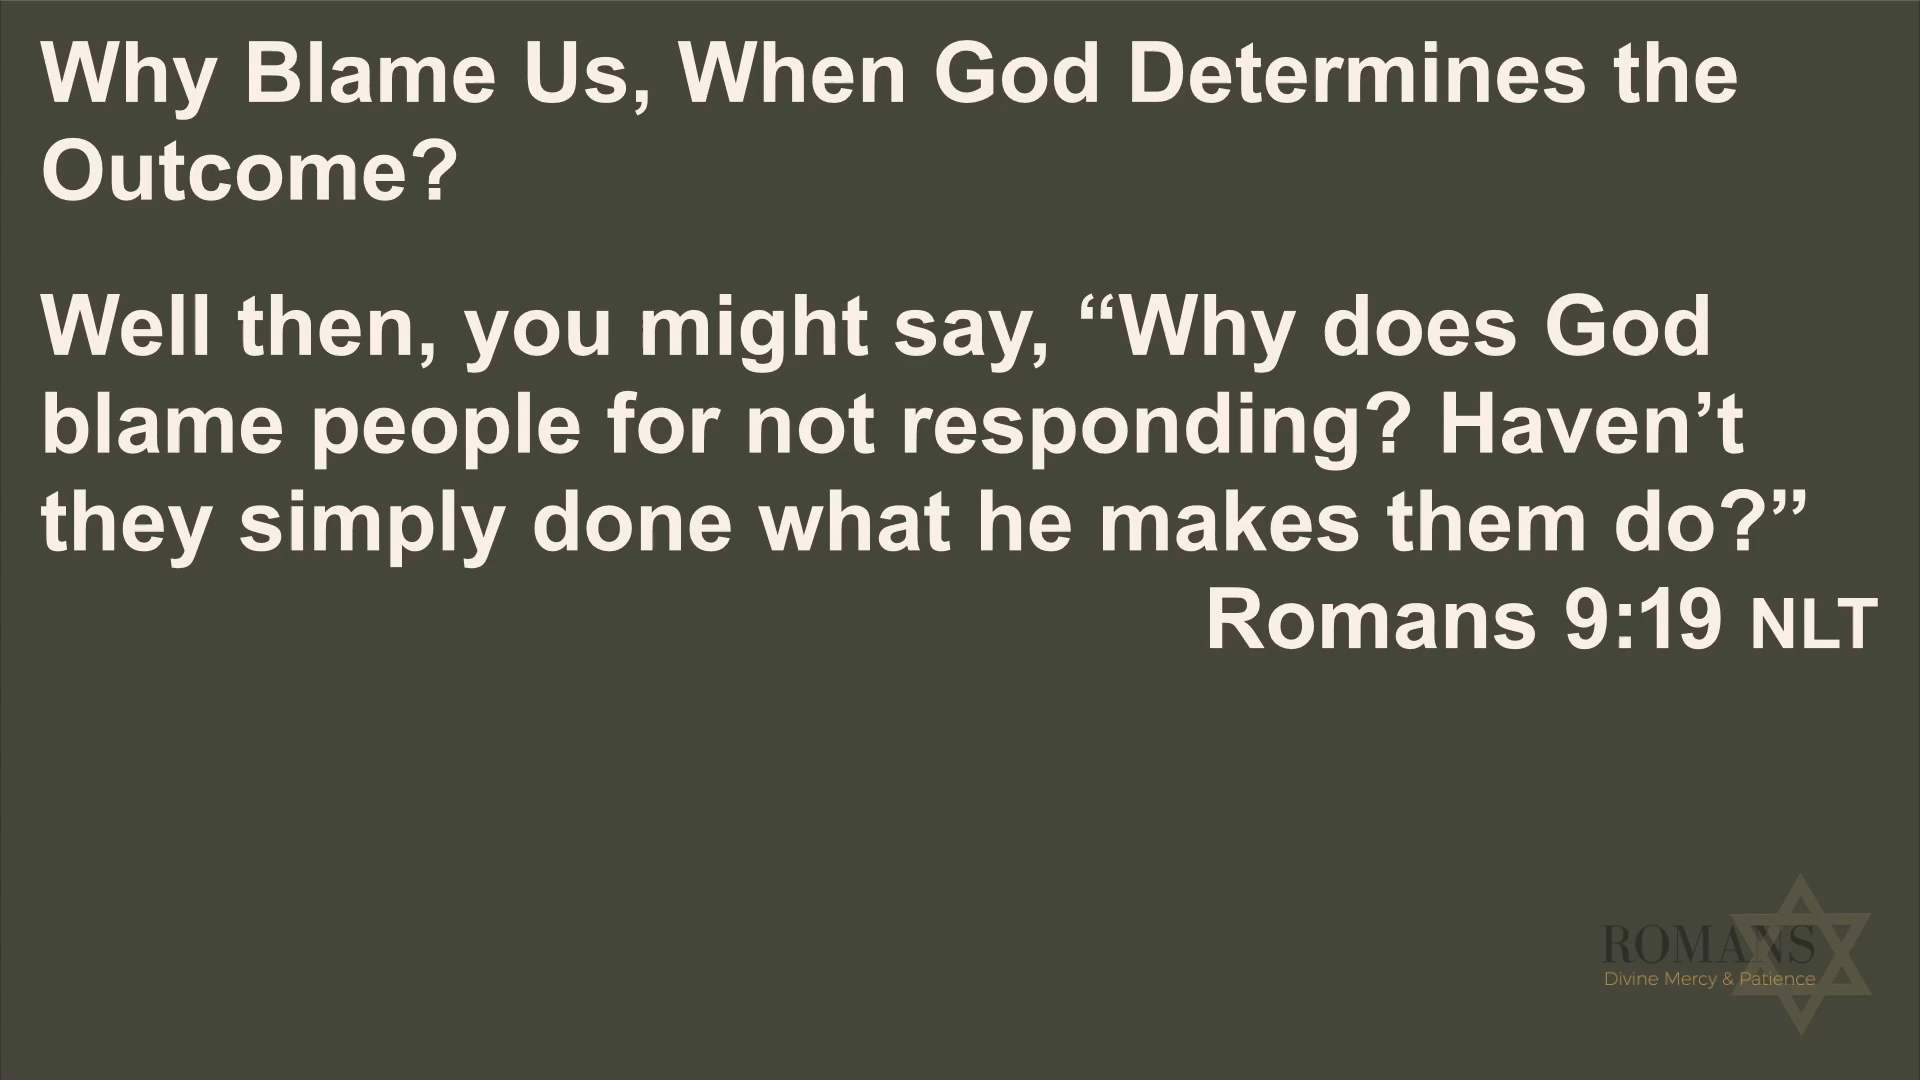 Why Blame Us, When God Determines the
Outcome?
Well then, you might say, “Why does God
blame people for not responding? Haven’t
they simply done what he makes them do?”
Romans 9:19 NLT
ROMANS
Divine Mercy & Patience